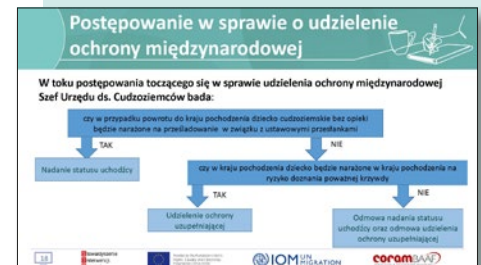 Postępowanie w sprawie o udzielenie
ochrony międzynarodowej
W toku postępowania toczącego się w sprawie udzielenia ochrony międzynarodowej
Szef Urzędu ds. Cudzoziemców bada:
czy w przypadku powrotu do kraju pochodzenia dziecko cudzoziemskie bez opieki
będzie narażone na prześladowanie w związku z ustawowymi przesłankami
TAK
NIE
Nadanie statusu uchodźcy
czy w kraju pochodzenia dziecko będzie narażone w kraju pochodzenia na
ryzyko doznania poważnej krzywdy
TAK
NIE
Udzielenie ochrony
uzupełniającej
Odmowa nadania statusu
uchodźcy oraz odmowa udzielenia
ochrony uzupełniającej
18
Stowarzyszenie
Interwencji
IOM UN MIGRATION
coramBAAF